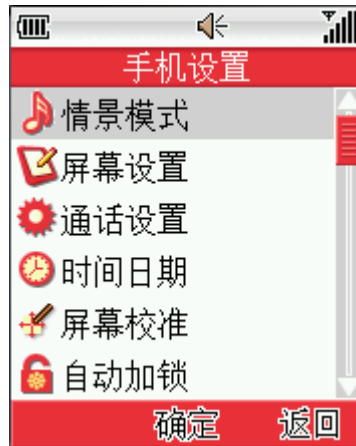 手机设置
情景模式
屏幕设置
通话设置
时间日期
屏幕校准
自动加锁
确定 返回